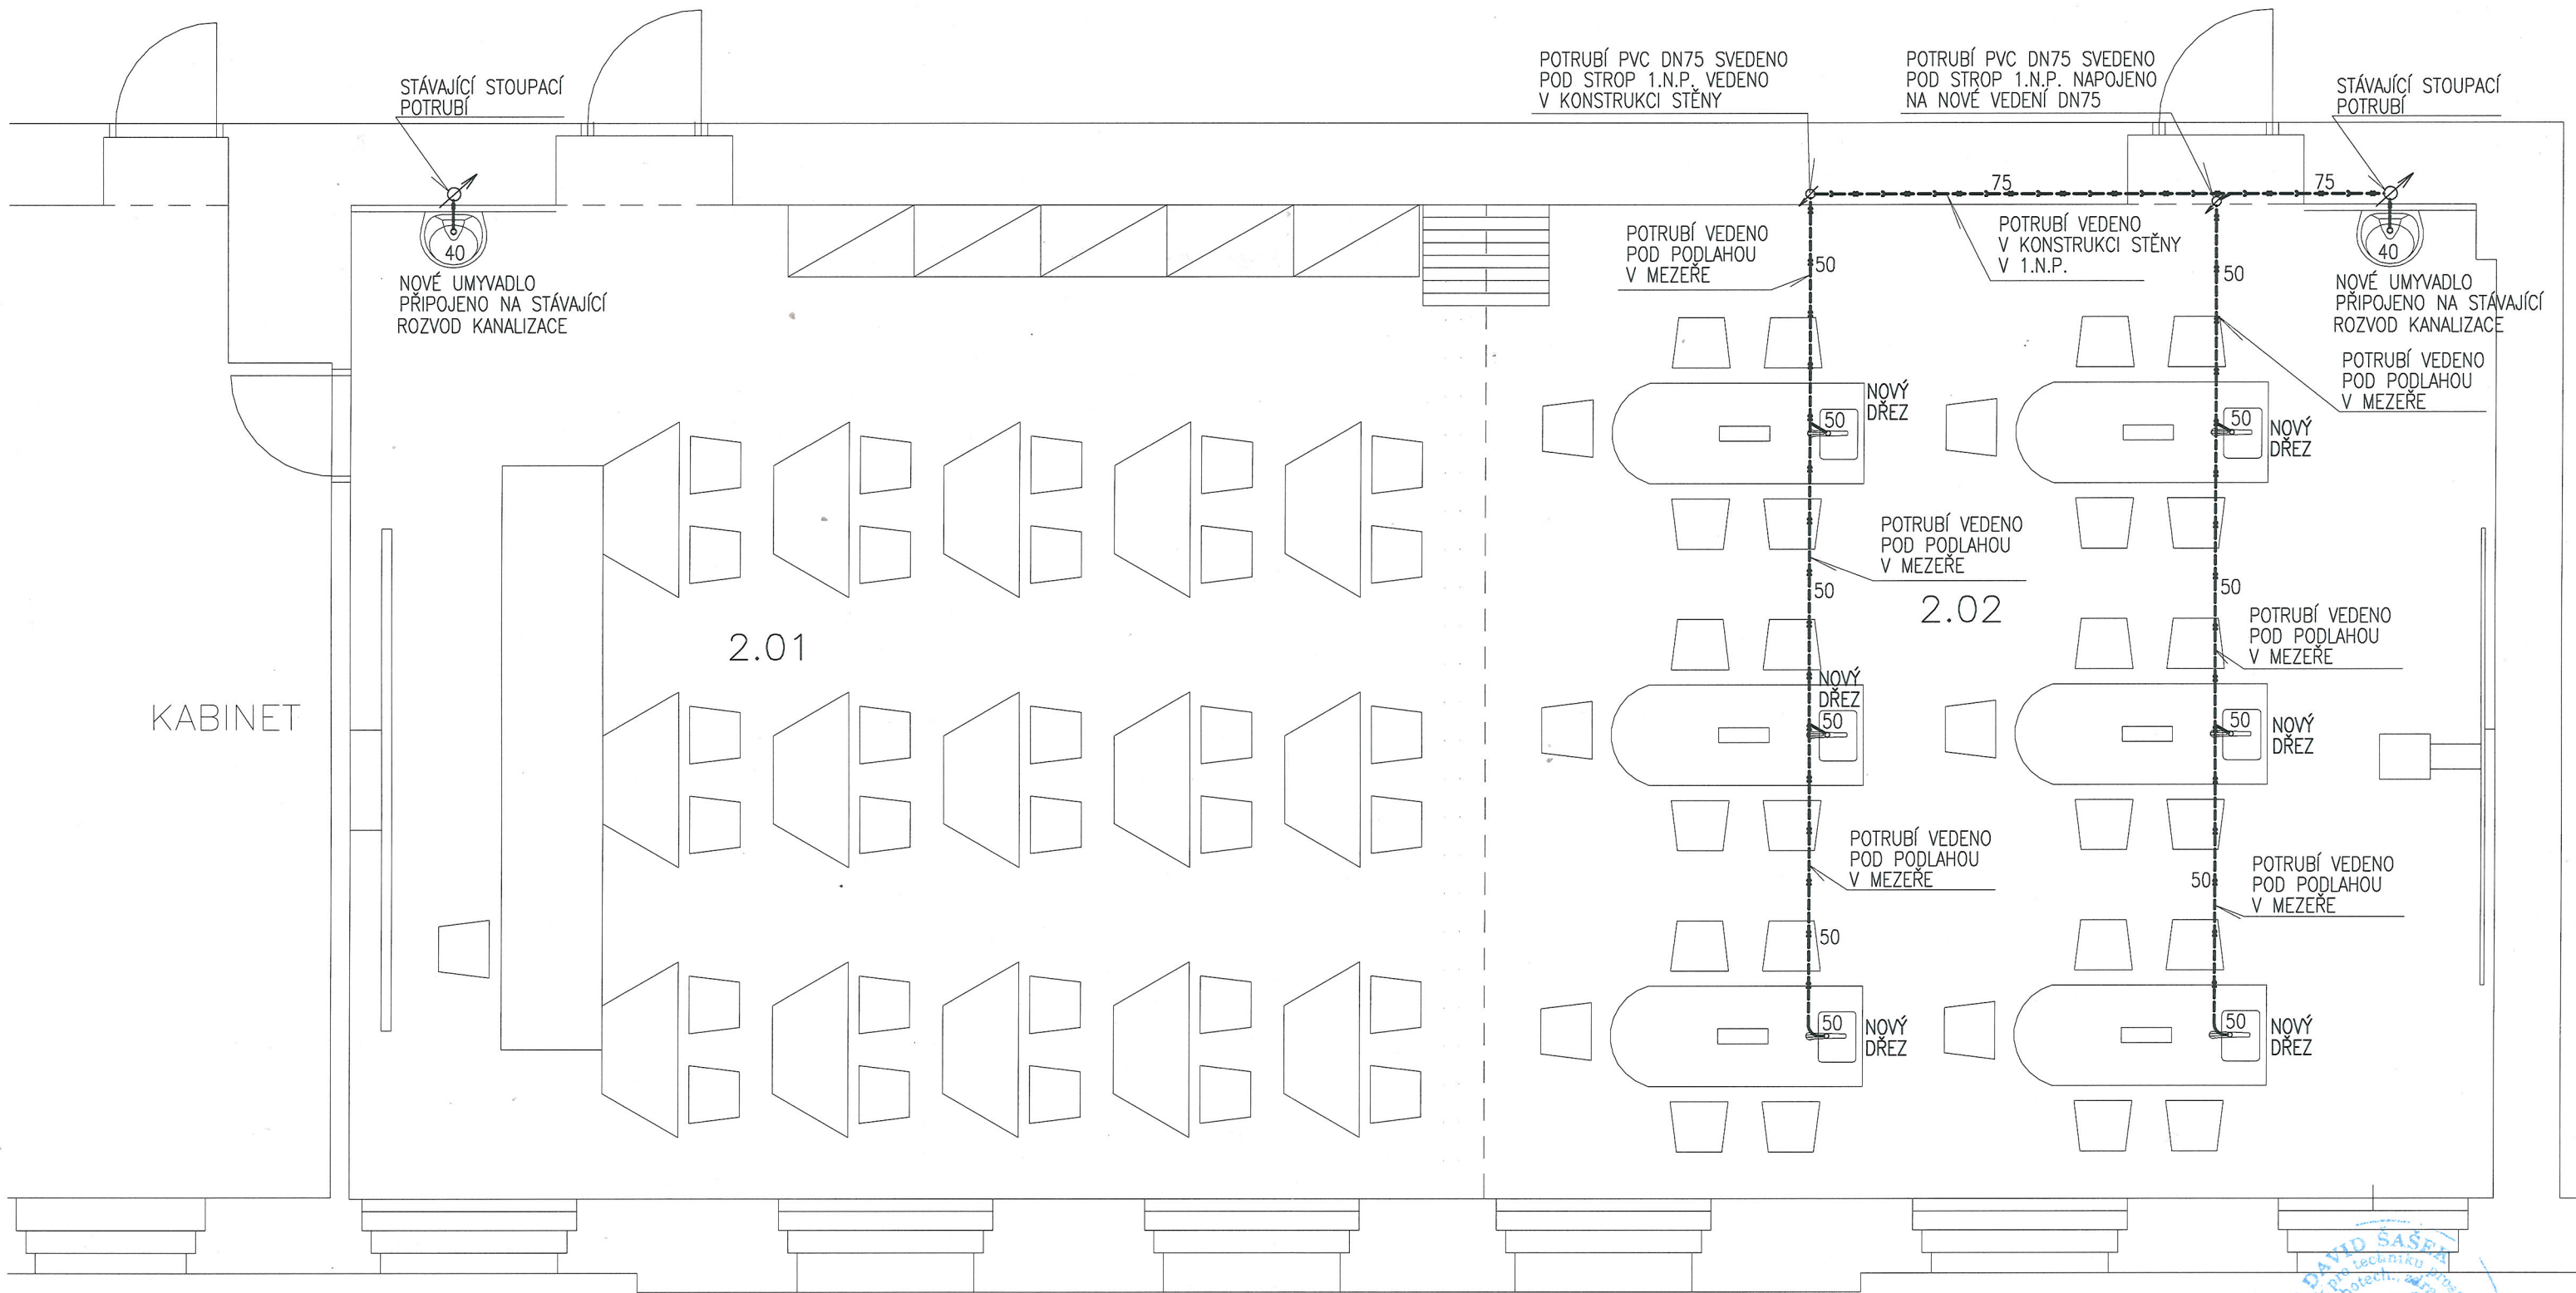 STÁVAJÍCÍ STOUPACÍ
POTRUBÍ
POTRUBÍ PVC DN75 SVEDENO
POD STROP 1.N.P. VEDENO
V KONSTRUKCI STĚNY
POTRUBÍ PVC DN75 SVEDENO
POD STROP 1.N.P. NAPOJENO
NA NOVÉ VEDENÍ DN75
STÁVAJÍCÍ STOUPACÍ
POTRUBÍ
75
75
40
NOVÉ UMYVADLO
PŘIPOJENO NA STÁVAJÍCÍ
ROZVOD KANALIZACE
POTRUBÍ VEDENO
POD PODLAHOU
V MEZEŘE
50
POTRUBÍ VEDENO
V KONSTRUKCI STĚNY
V 1.N.P.
50
40
NOVÉ UMYVADLO
PŘIPOJENO NA STÁVAJÍCÍ
ROZVOD KANALIZACE
POTRUBÍ VEDENO
POD PODLAHOU
V MEZEŘE
50
NOVÝ
DŘEZ
50
NOVÝ
DŘEZ
POTRUBÍ VEDENO
POD PODLAHOU
V MEZEŘE
50
2.02
50
POTRUBÍ VEDENO
POD PODLAHOU
V MEZEŘE
2.01
KABINET
NOVÝ
DŘEZ
50
50
NOVÝ
DŘEZ
POTRUBÍ VEDENO
POD PODLAHOU
V MEZEŘE
50
50
POTRUBÍ VEDENO
POD PODLAHOU
V MEZEŘE
50
NOVÝ
DŘEZ
50
NOVÝ
DŘEZ
DAVID ŠAŠEK
pro techniku